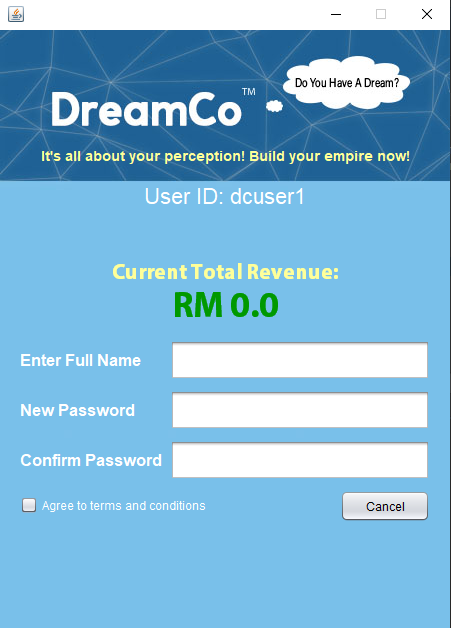 Do You Have A Dream?
DreamCo™
It's all about your perception! Build your empire now!
User ID: dcuser1
Current Total Revenue:
RM 0.0
Enter Full Name
New Password
Confirm Password
Agree to terms and conditions
Cancel